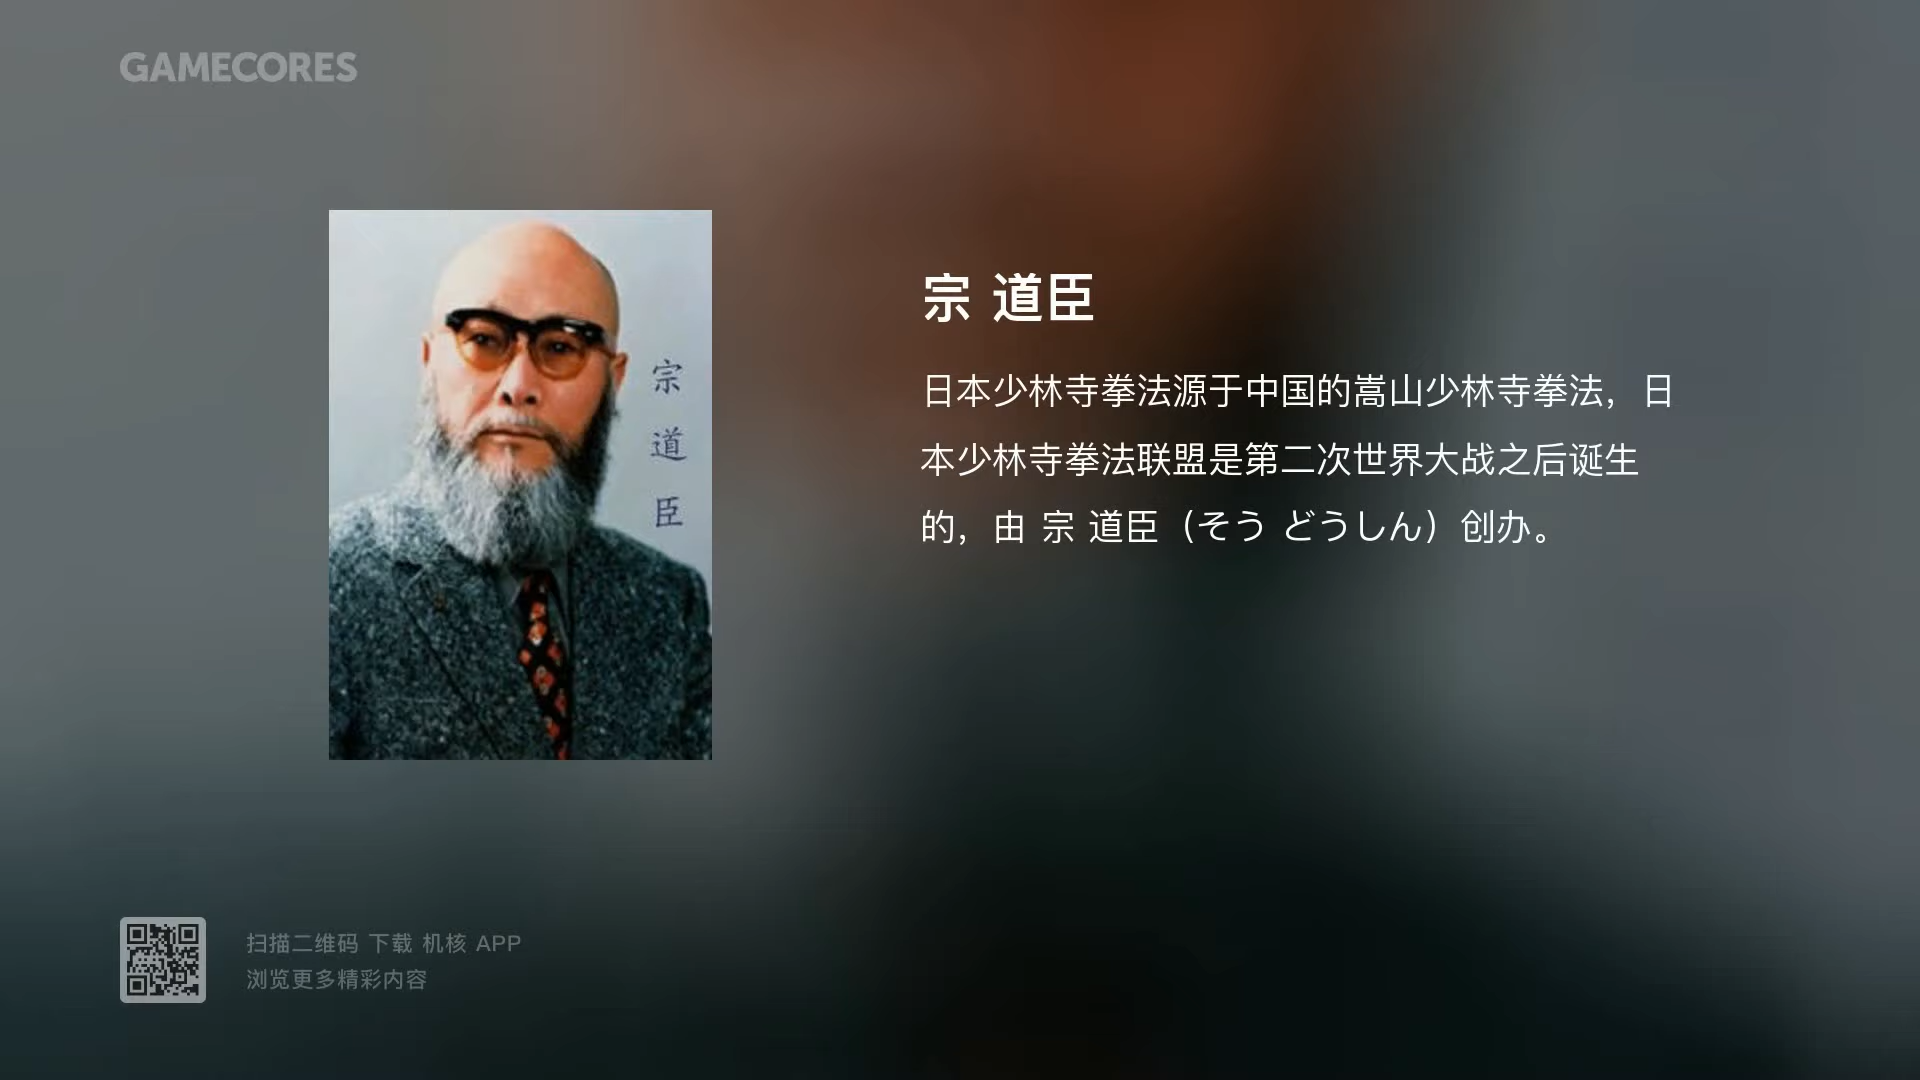 GAMECORES
宗
道
臣
宗 道臣
日本少林寺拳法源于中国的嵩山少林寺拳法，日
本少林寺拳法联盟是第二次世界大战之后诞生
的，由 宗 道臣（そう どうしん）创办。
扫描二维码 下载 机核 APP
浏览更多精彩内容